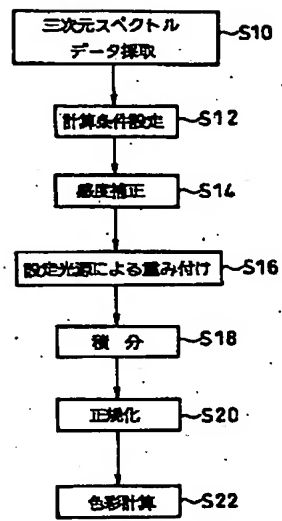 三次元スペクトル
データ採取
S10
計算条件設定
S12
感度補正
S14
設定光源による重み付け
S16
積分
S18
正規化
S20
色彩計算
S22